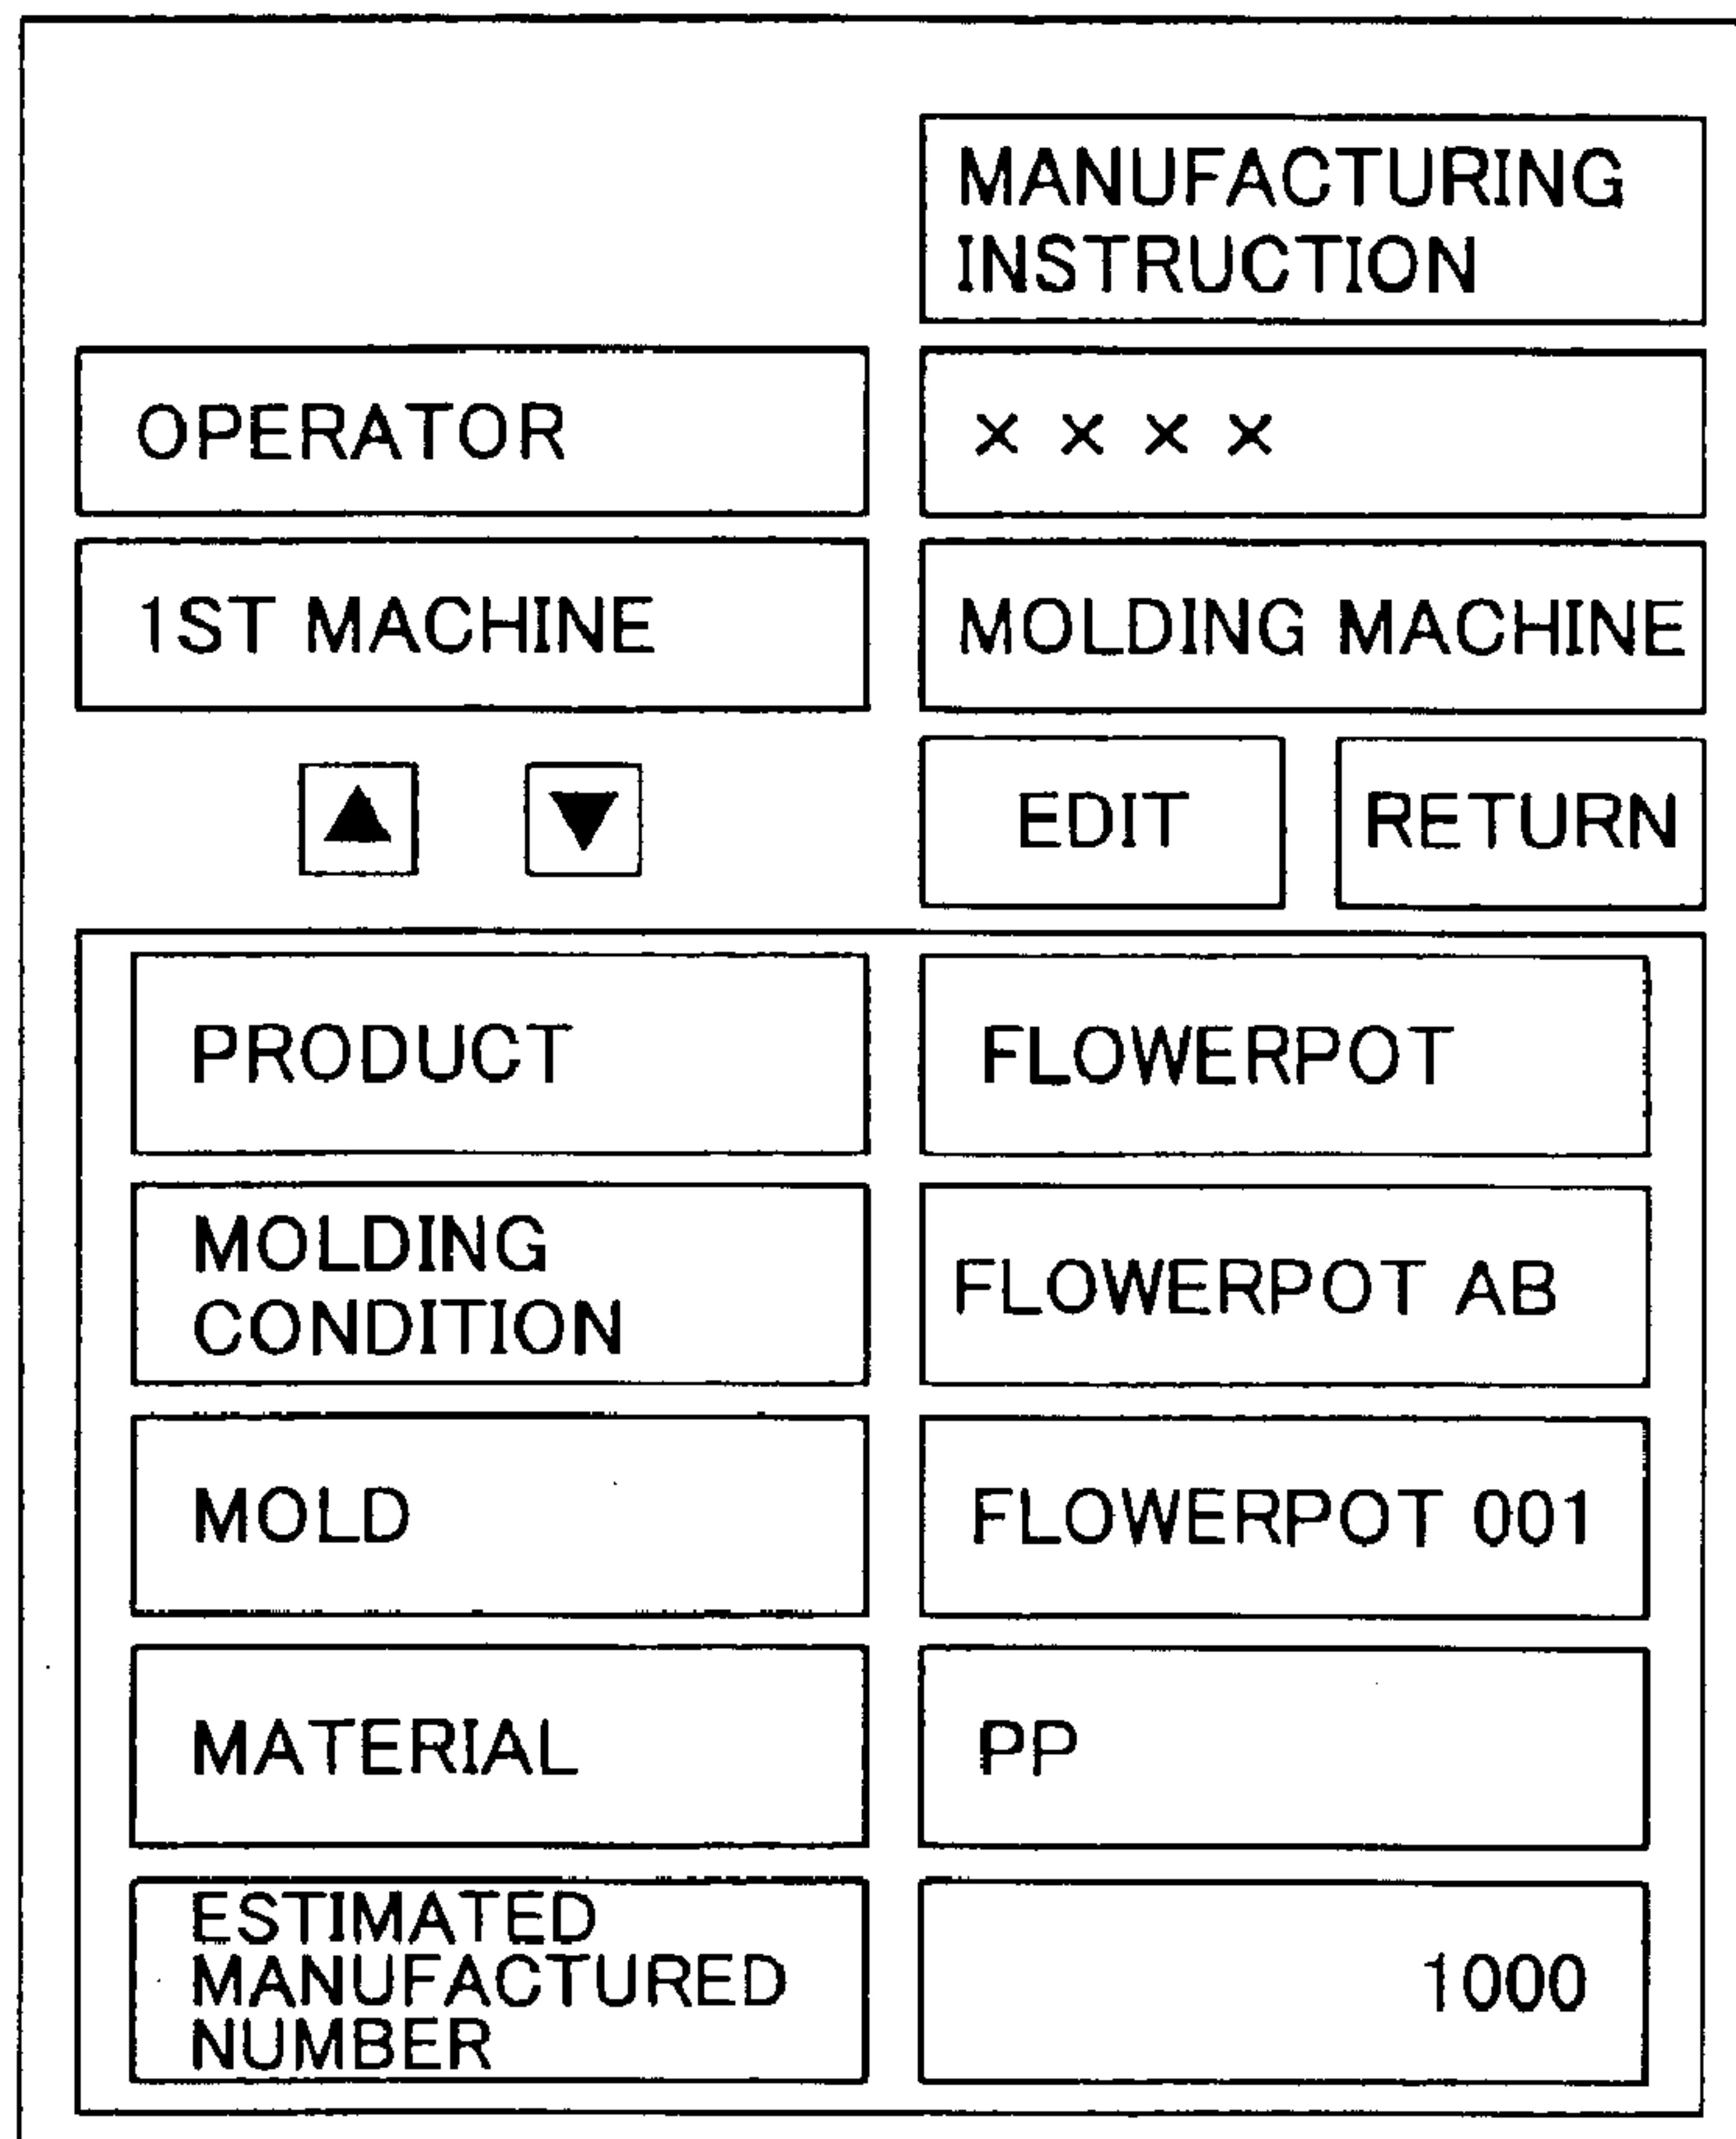 MANUFACTURING
INSTRUCTION
OPERATOR
××××
1ST MACHINE
MOLDING MACHINE
▲ ▼
EDIT
RETURN
PRODUCT
FLOWERPOT
MOLDING
CONDITION
FLOWERPOT AB
MOLD
FLOWERPOT 001
MATERIAL
PP
ESTIMATED
MANUFACTURED
NUMBER
1000